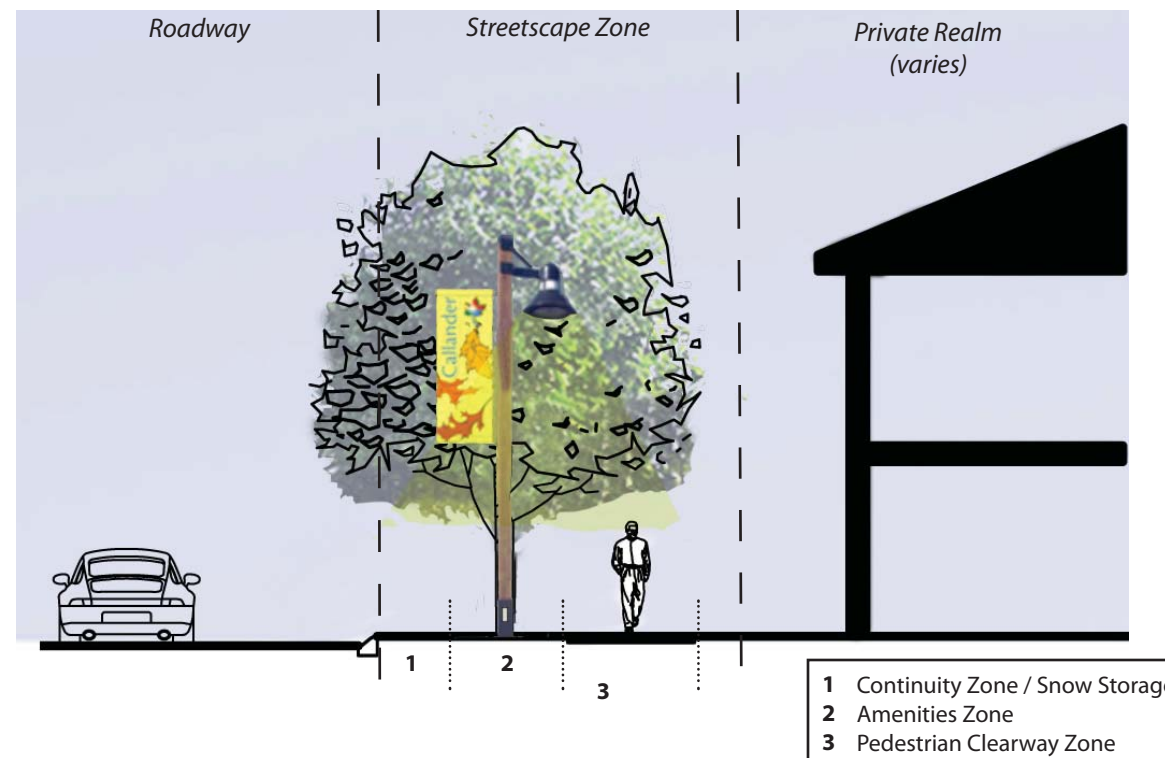 Roadway
Streetscape Zone
Private Realm
(varies)
Callander
1
2
3
1 Continuity Zone / Snow Storage
2 Amenities Zone
3 Pedestrian Clearway Zone